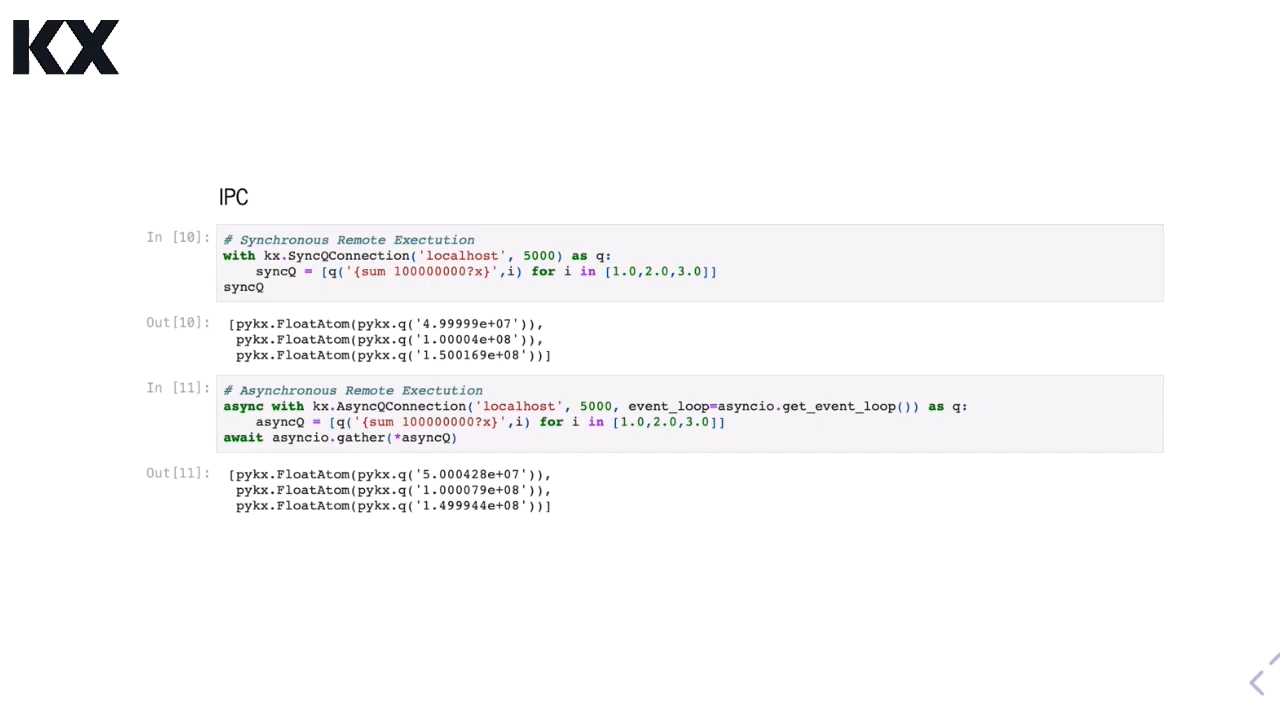 KX
IPC
In [10]:
# Synchronous Remote Exectution
with kx.SyncQConnection('localhost', 5000) as q:
    syncQ = [q('{sum 100000000?x}',i) for i in [1.0,2.0,3.0]]
syncQ
Out[10]:
[pykx.FloatAtom(pykx.q('4.99999e+07')),
 pykx.FloatAtom(pykx.q('1.00004e+08')),
 pykx.FloatAtom(pykx.q('1.500169e+08'))]
In [11]:
# Asynchronous Remote Exectution
async with kx.AsyncQConnection('localhost', 5000, event_loop=asyncio.get_event_loop()) as q:
    asyncQ = [q('{sum 100000000?x}',i) for i in [1.0,2.0,3.0]]
await asyncio.gather(*asyncQ)
Out[11]:
[pykx.FloatAtom(pykx.q('5.000428e+07')),
 pykx.FloatAtom(pykx.q('1.000079e+08')),
 pykx.FloatAtom(pykx.q('1.499944e+08'))]